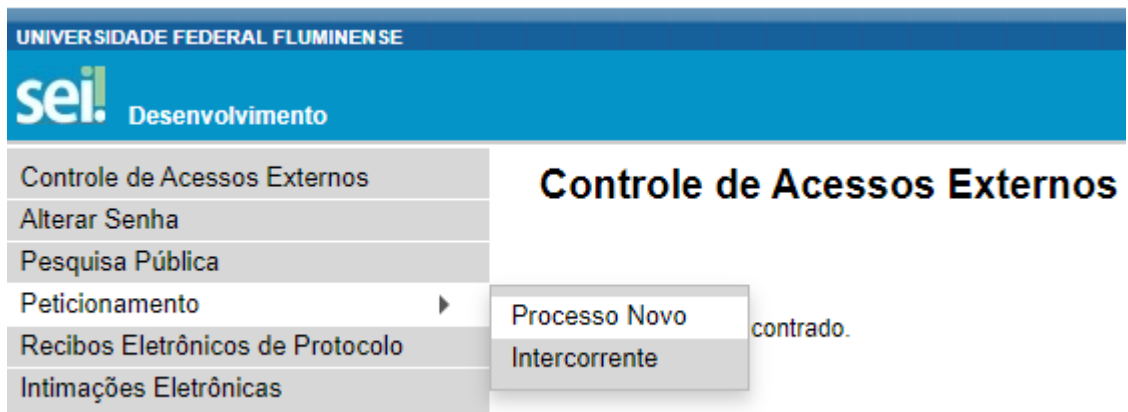 UNIVERSIDADE FEDERAL FLUMINENSE
sei!
Desenvolvimento
Controle de Acessos Externos
Alterar Senha
Pesquisa Pública
Peticionamento
Recibos Eletrônicos de Protocolo
Intimações Eletrônicas
Processo Novo
Intercorrente
Controle de Acessos Externos
contrado.